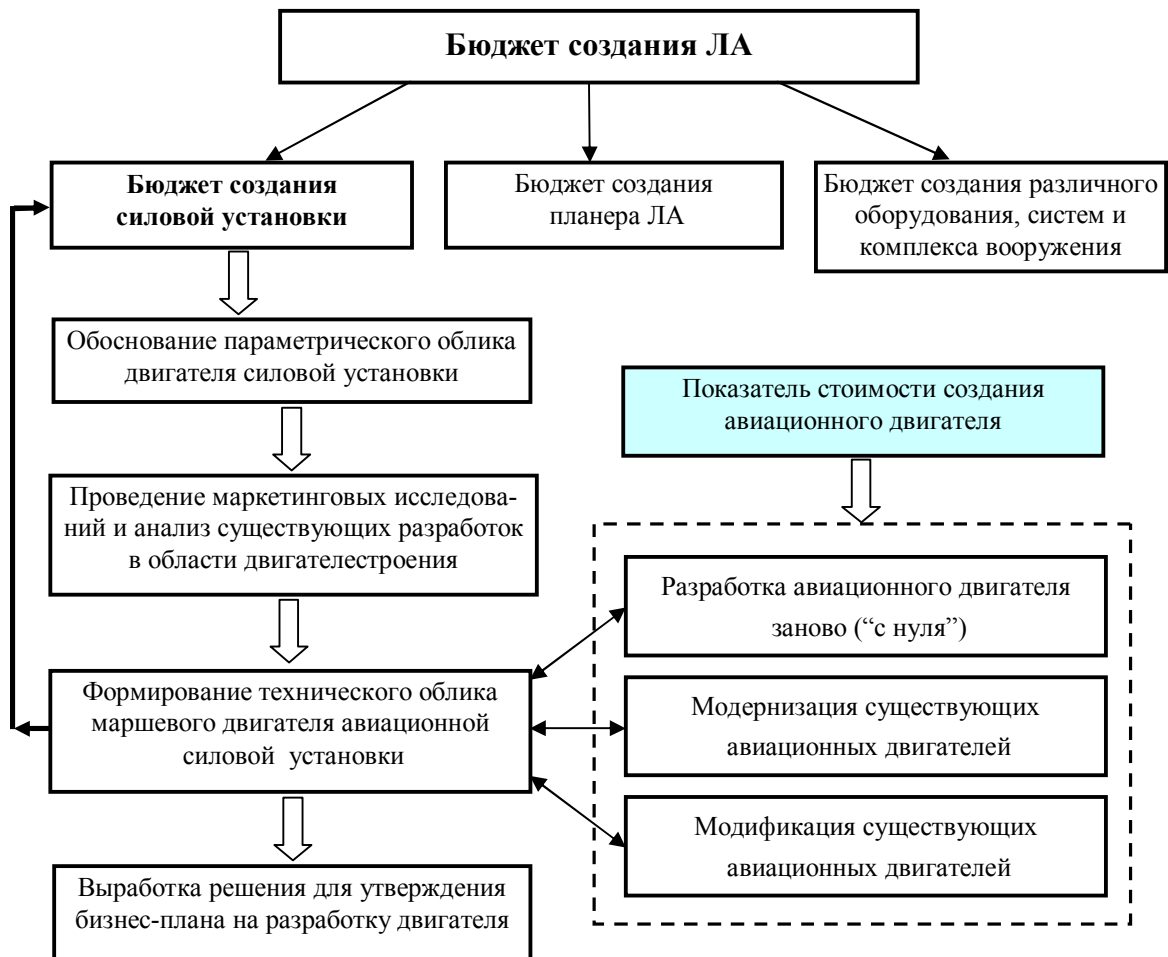 Бюджет создания ЛА
Бюджет создания
силовой установки
Бюджет создания
планера ЛА
Бюджет создания различного
оборудования, систем и
комплекса вооружения
Обоснование параметрического облика
двигателя силовой установки
Показатель стоимости создания
авиационного двигателя
Проведение маркетинговых исследова-
ний и анализ существующих разработок
в области двигателестроения
Разработка авиационного двигателя
заново (“с нуля”)
Формирование технического облика
маршевого двигателя авиационной
силовой установки
Модернизация существующих
авиационных двигателей
Модификация существующих
авиационных двигателей
Выработка решения для утверждения
бизнес-плана на разработку двигателя